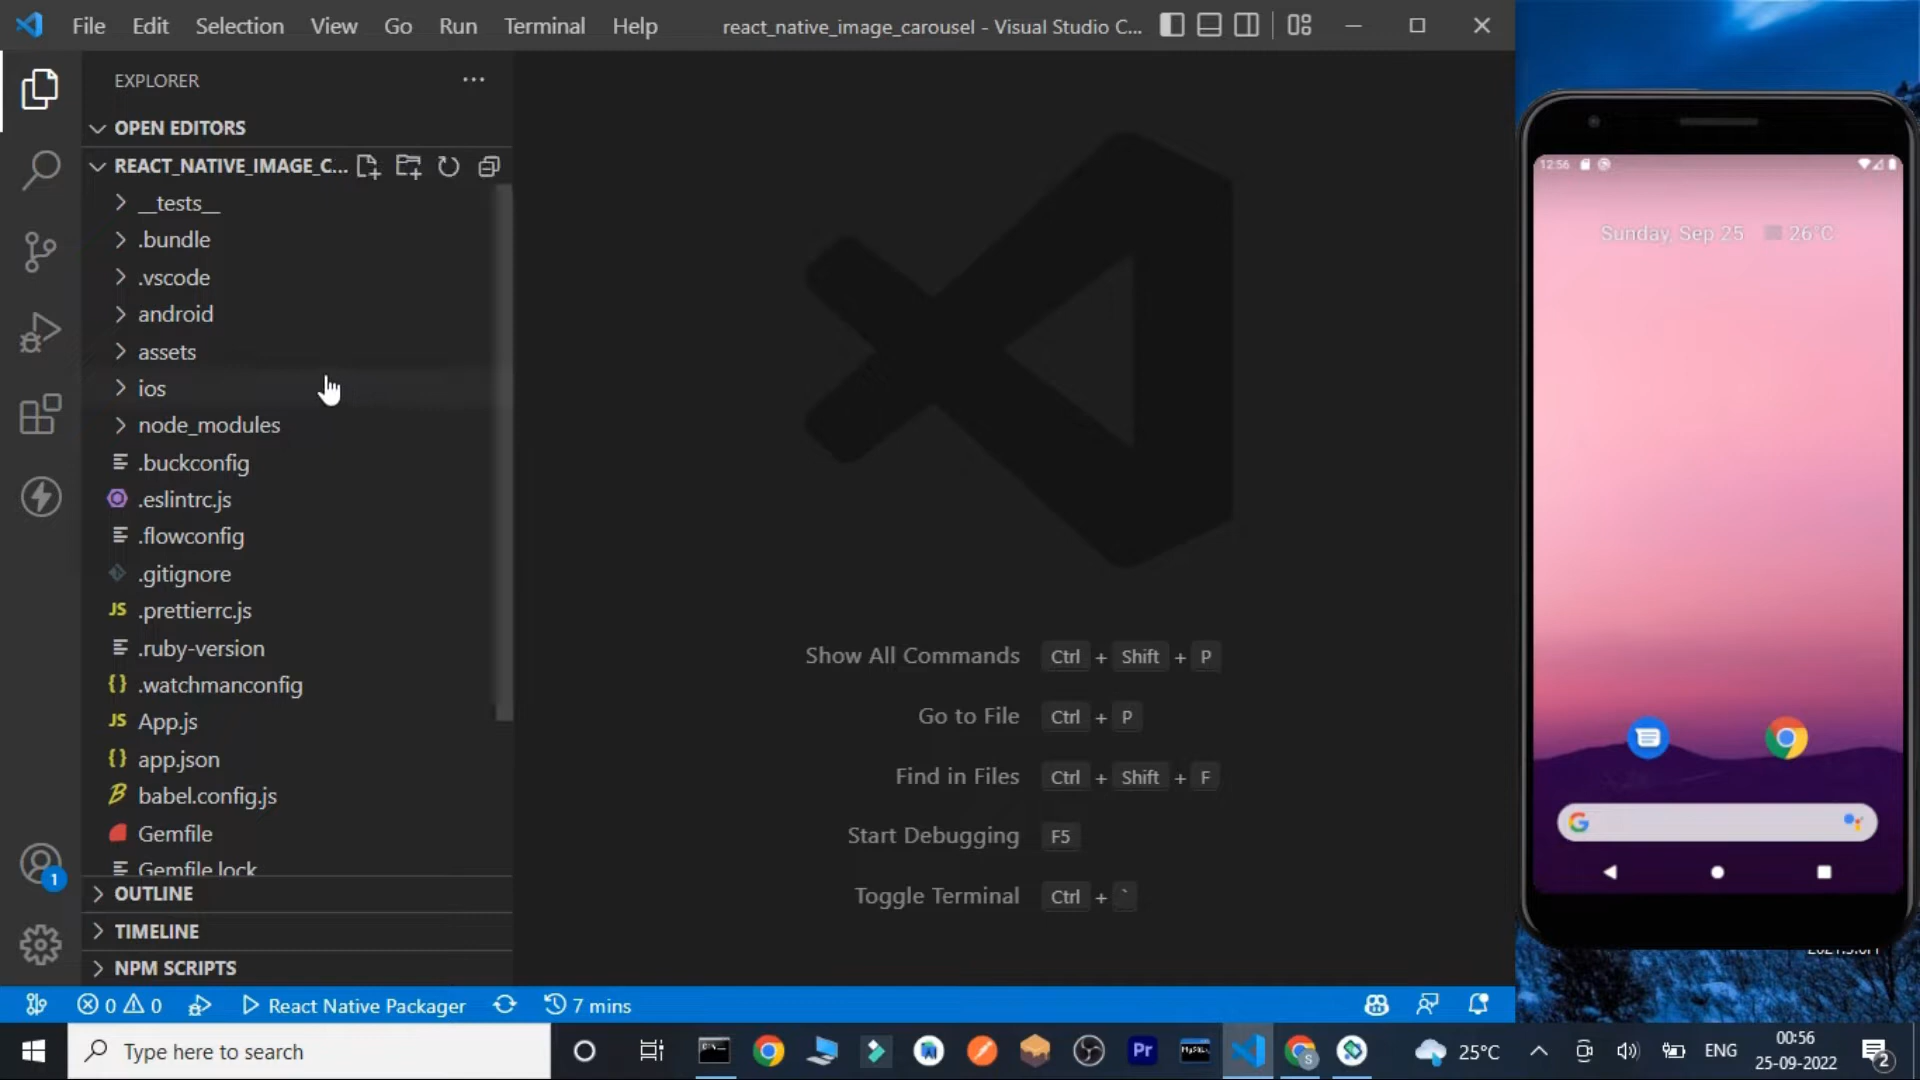 File Edit Selection View Go Run Terminal Help react_native_image_carousel - Visual Studio C...
EXPLORER
OPEN EDITORS
REACT_NATIVE_IMAGE_C...
__tests__
.bundle
.vscode
android
assets
ios
node_modules
.buckconfig
.eslintrc.js
.flowconfig
.gitignore
JS .prettierrc.js
.ruby-version
{} .watchmanconfig
JS App.js
{} app.json
babel.config.js
Gemfile
Gemfile.lock
OUTLINE
TIMELINE
NPM SCRIPTS
Show All Commands Ctrl + Shift + P
Go to File Ctrl + P
Find in Files Ctrl + Shift + F
Start Debugging F5
Toggle Terminal Ctrl + `
1
0 0 React Native Packager 7 mins
12:56
Sunday, Sep 25 26°C
Type here to search
Pr
MySQL
S
25°C
ENG
00:56
25-09-2022
2